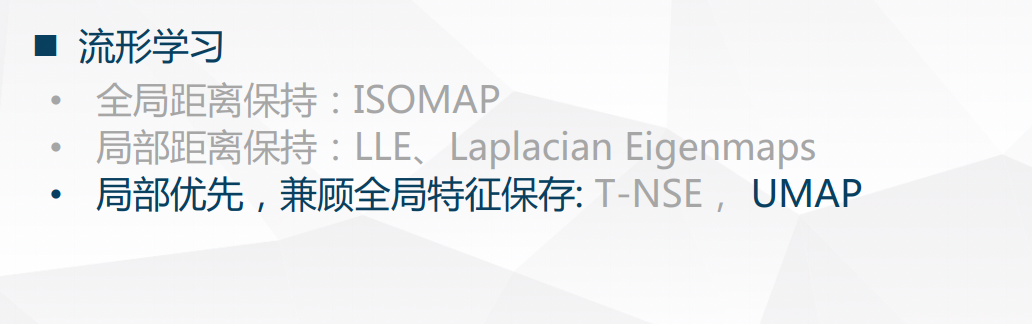 ■ 流形学习
• 全局距离保持：ISOMAP
• 局部距离保持：LLE、Laplacian Eigenmaps
• 局部优先，兼顾全局特征保存: T-NSE， UMAP